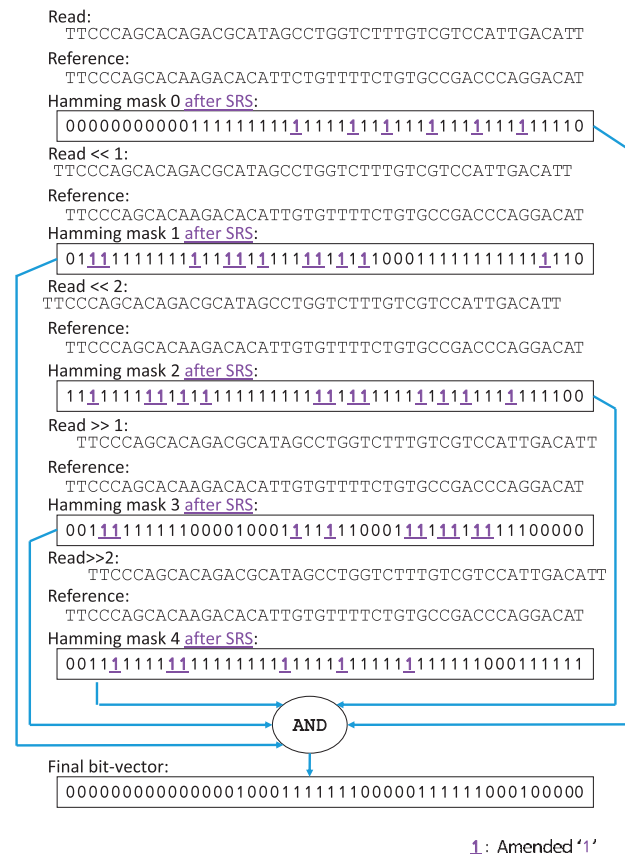 Read:
TTCCCAGCACAGACGCATAGCCTGGTCTTTGTCGTCCATTGACATT
Reference:
TTCCCAGCACAAGACACATTCTGTTTTCTGTGCCGACCCAGGACAT
Hamming mask 0 after SRS:
0000000000011111111111111111111111111111111110
Read << 1:
TTCCCAGCACAGACGCATAGCCTGGTCTTTGTCGTCCATTGACATT
Reference:
TTCCCAGCACAAGACACATTGTGTTTTCTGTGCCGACCCAGGACAT
Hamming mask 1 after SRS:
0111111111111111111111111111000111111111111110
Read << 2:
TTCCCAGCACAGACGCATAGCCTGGTCTTTGTCGTCCATTGACATT
Reference:
TTCCCAGCACAAGACACATTGTGTTTTCTGTGCCGACCCAGGACAT
Hamming mask 2 after SRS:
1111111111111111111111111111111111111111111100
Read >> 1:
TTCCCAGCACAGACGCATAGCCTGGTCTTTGTCGTCCATTGACATT
Reference:
TTCCCAGCACAAGACACATTGTGTTTTCTGTGCCGACCCAGGACAT
Hamming mask 3 after SRS:
0011111111100001000111111100011111111111100000
Read>>2:
TTCCCAGCACAGACGCATAGCCTGGTCTTTGTCGTCCATTGACATT
Reference:
TTCCCAGCACAAGACACATTGTGTTTTCTGTGCCGACCCAGGACAT
Hamming mask 4 after SRS:
0011111111111111111111111111111111111000111111
AND
Final bit-vector:
0000000000000001000111111100000111111000100000
1 : Amended ‘1’